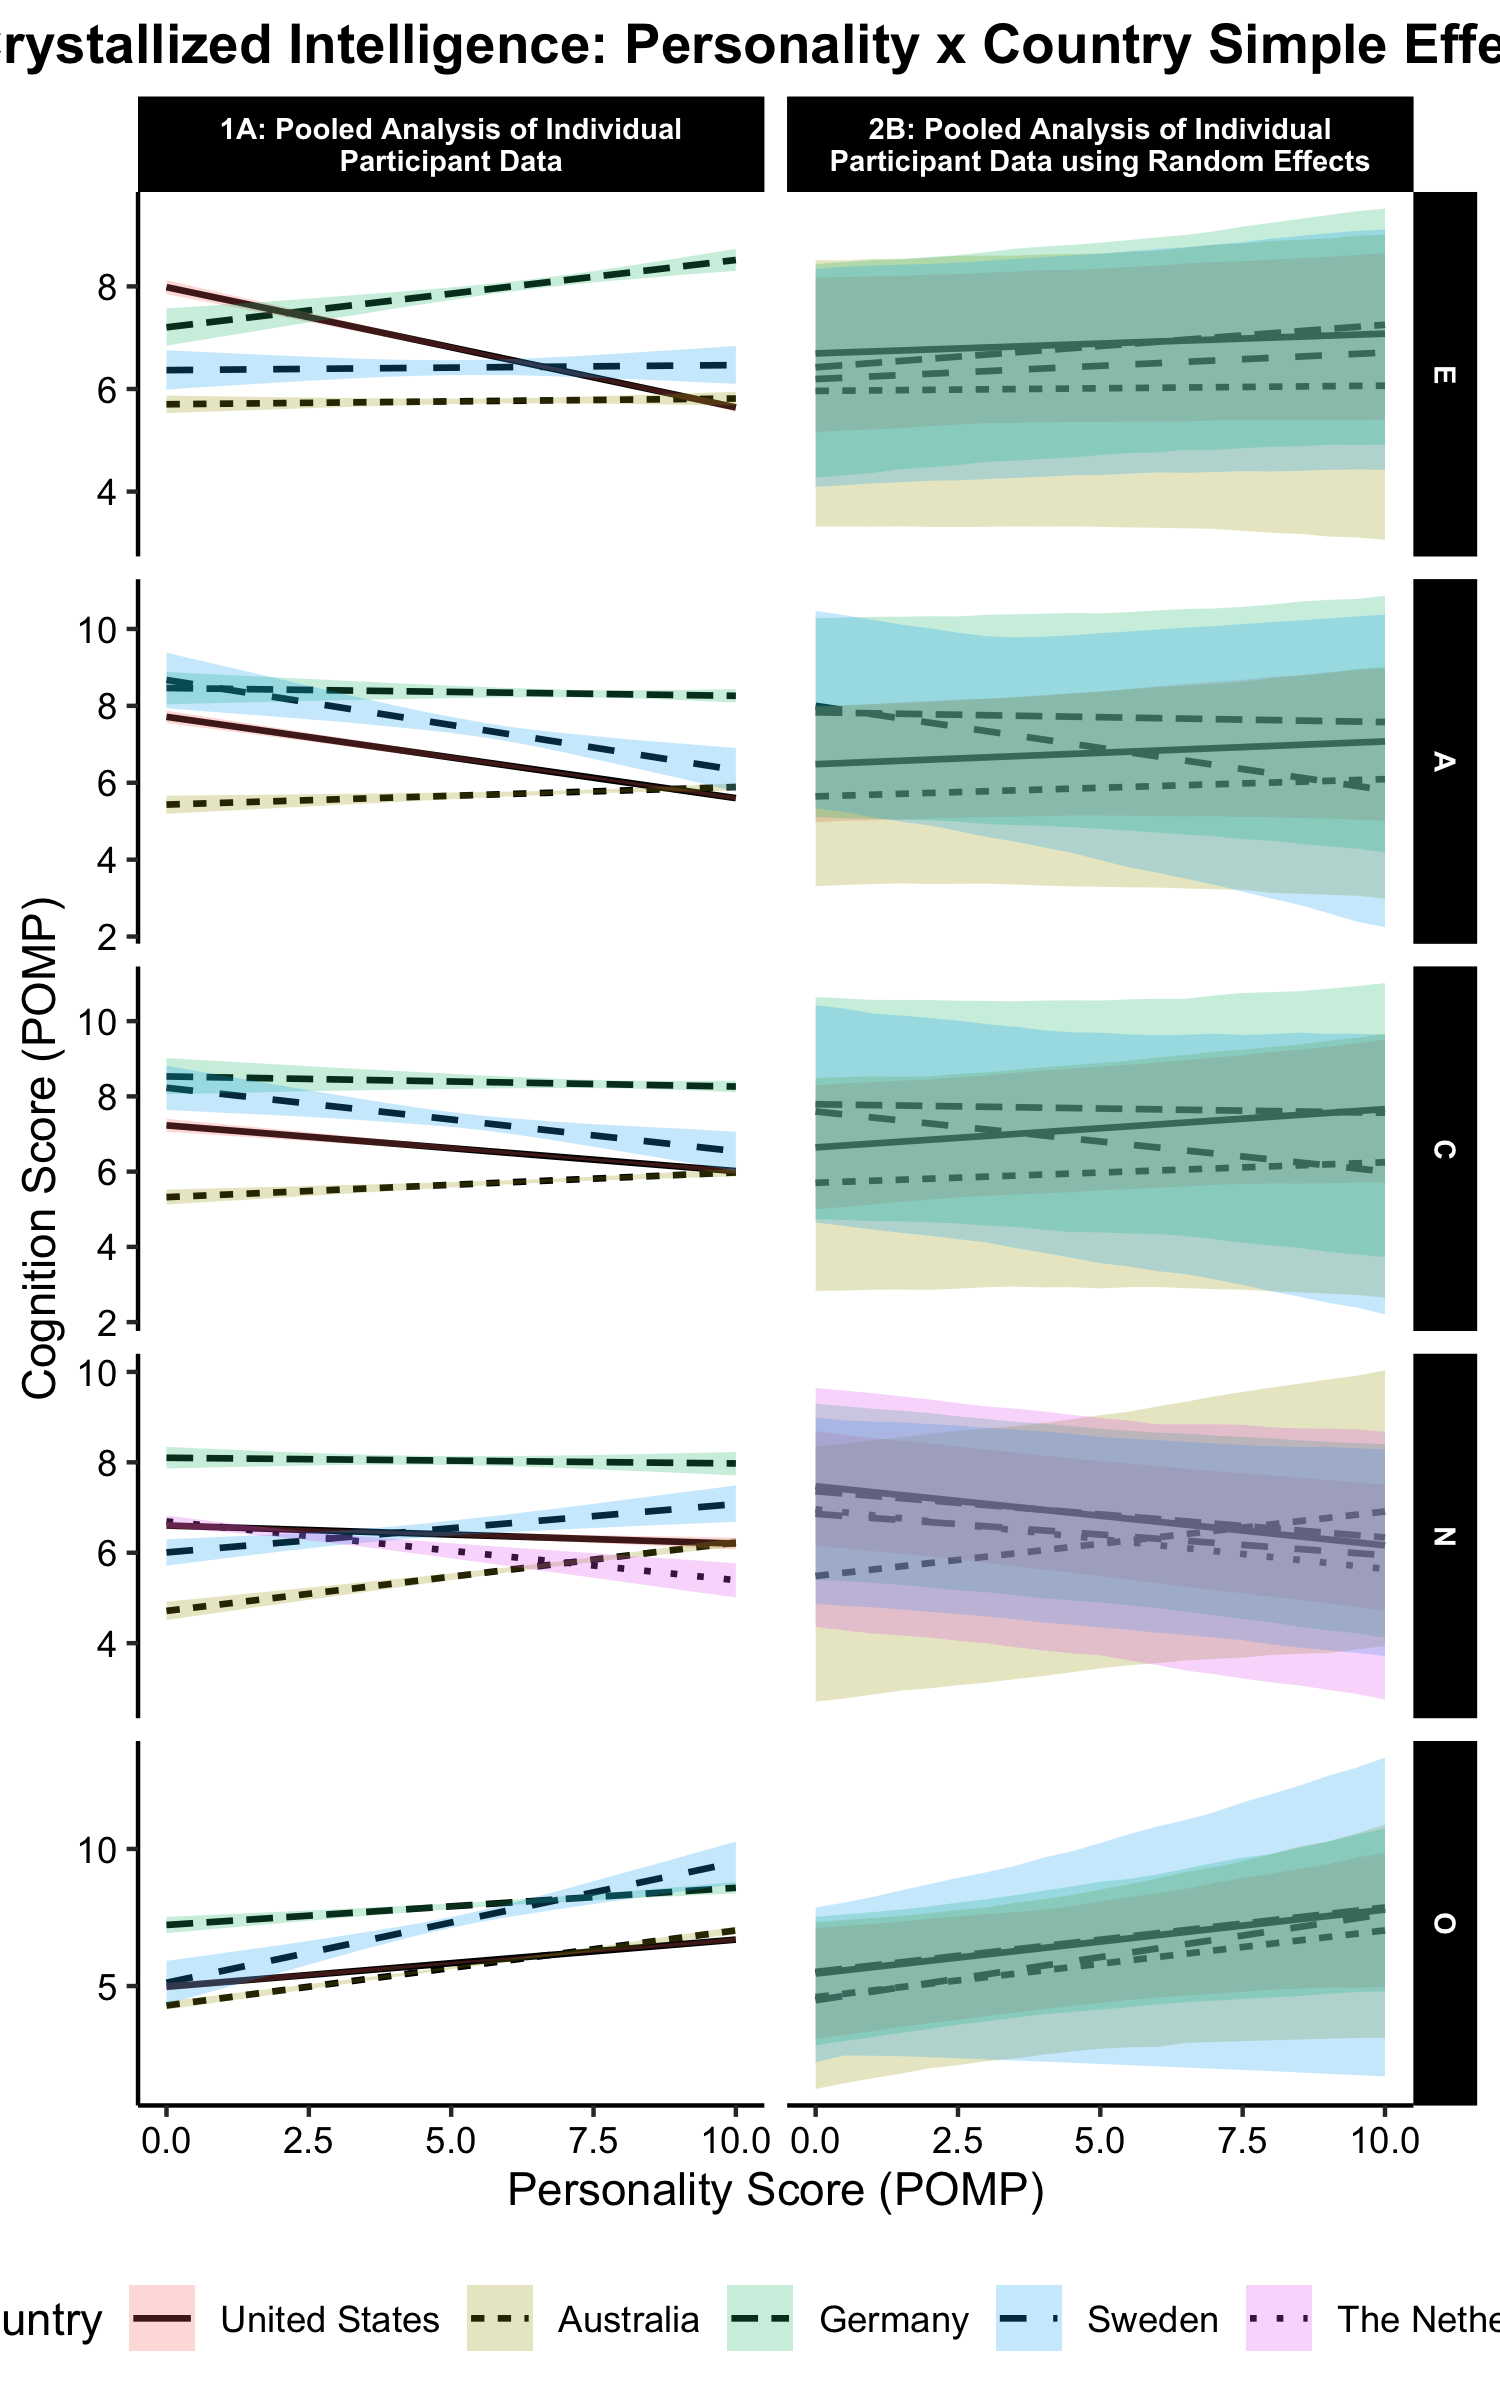 rystallized Intelligence: Personality x Country Simple Effe
1A: Pooled Analysis of Individual
Participant Data
2B: Pooled Analysis of Individual
Participant Data using Random Effects
Cognition Score (POMP)
8
6
4
E
10
8
6
4
2
A
10
8
6
4
2
C
10
8
6
4
N
10
5
O
0.0 2.5 5.0 7.5 10.0 0.0 2.5 5.0 7.5 10.0
Personality Score (POMP)
untry United States Australia Germany Sweden The Nethe